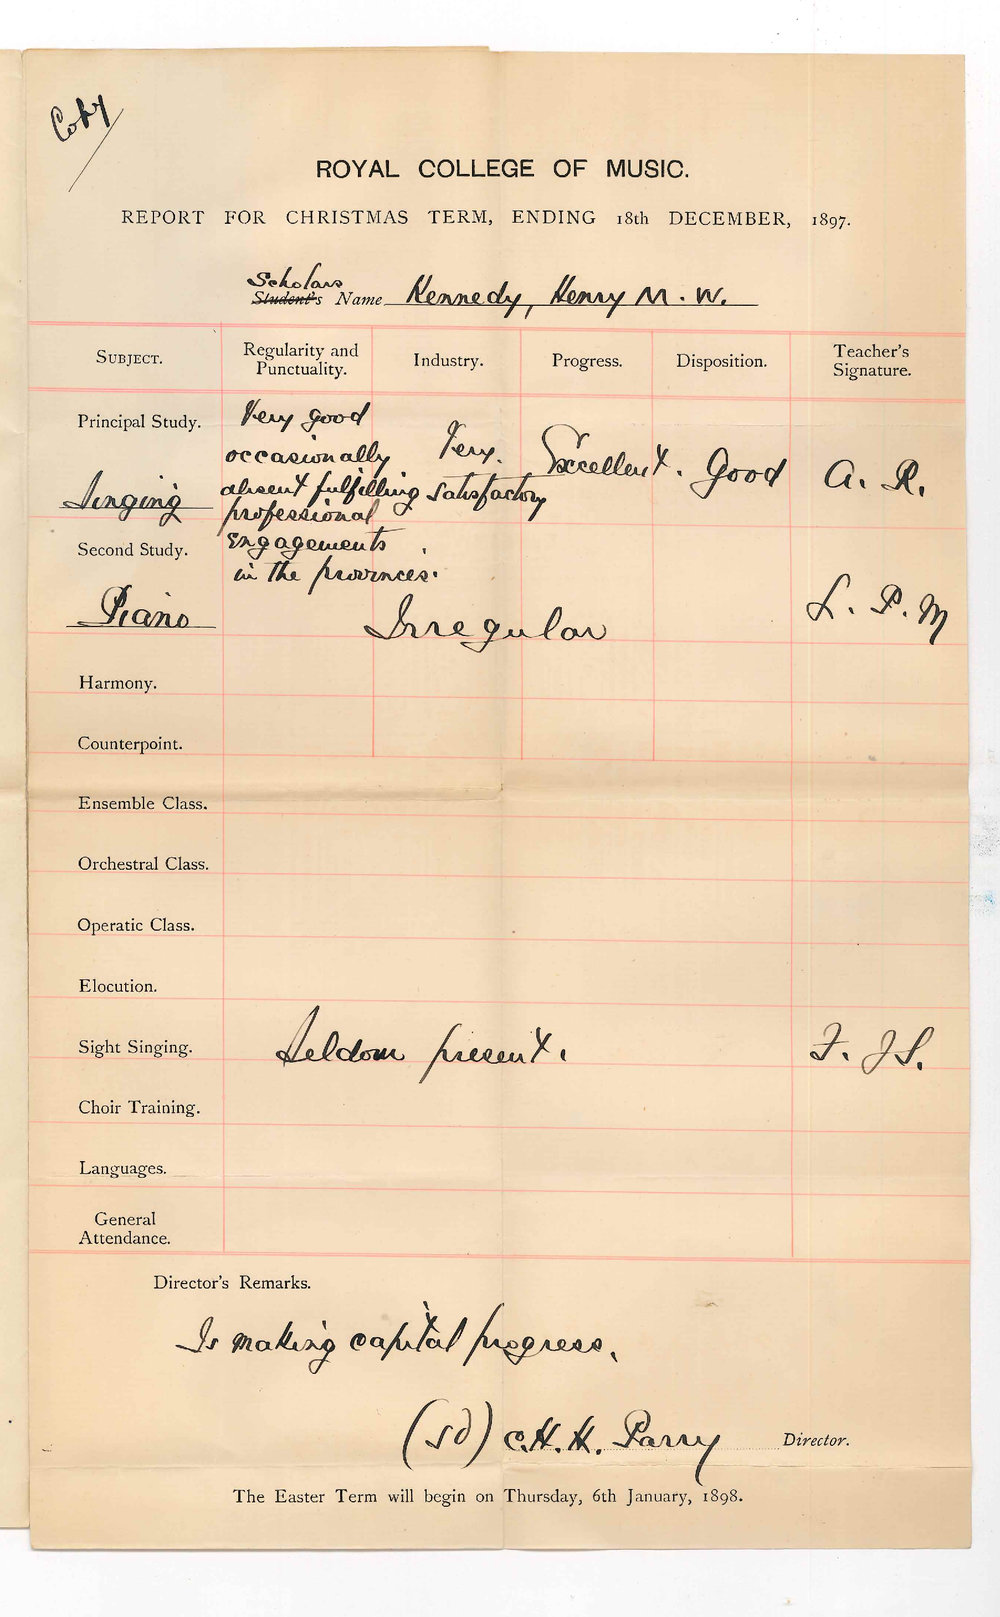 Copy
ROYAL COLLEGE OF MUSIC.
REPORT FOR CHRISTMAS TERM, ENDING 18th DECEMBER, 1897.
Scholars
Student's Name Kennedy, Henry M. W.
SUBJECT.
Regularity and
Punctuality.
Industry.
Progress.
Disposition.
Teacher's
Signature.
Principal Study.
Singing
Very good
occasionally
absent fulfilling
professional
engagements
in the provinces.
Very.
satisfactory
Excellent.
Good
A. R.
Second Study.
Piano
Irregular
L. P. M
Harmony.
Counterpoint.
Ensemble Class.
Orchestral Class.
Operatic Class.
Elocution.
Sight Singing.
Seldom present.
F. J S.
Choir Training.
Languages.
General
Attendance.
Director's Remarks.
Is making capital progress.
(sd) C. H. H. Parry Director.
The Easter Term will begin on Thursday, 6th January, 1898.